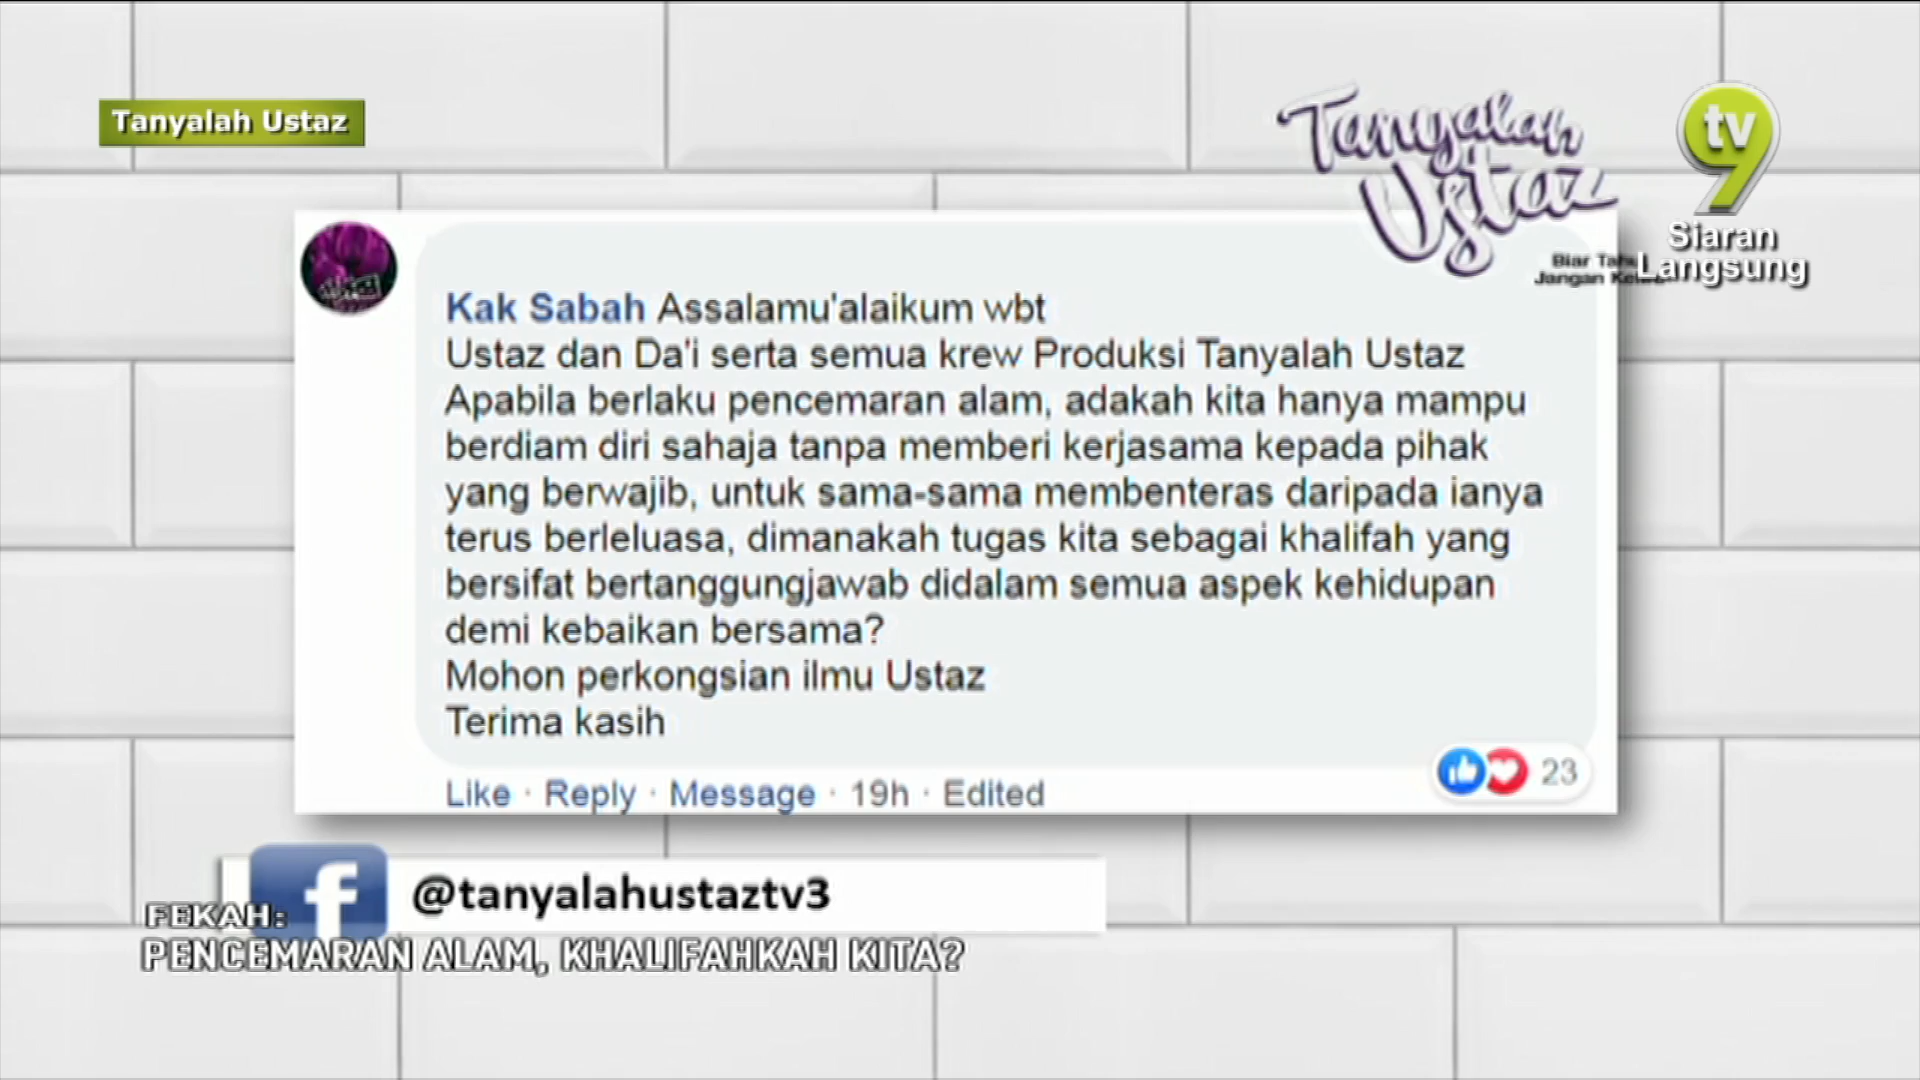 Tanyalah Ustaz
Tanyalah
Ustaz
tv
9
Siaran
Langsung
Biar
Jangan
Kak Sabah Assalamu'alaikum wbt
Ustaz dan Da'i serta semua krew Produksi Tanyalah Ustaz
Apabila berlaku pencemaran alam, adakah kita hanya mampu
berdiam diri sahaja tanpa memberi kerjasama kepada pihak
yang berwajib, untuk sama-sama membenteras daripada ianya
terus berleluasa, dimanakah tugas kita sebagai khalifah yang
bersifat bertanggungjawab didalam semua aspek kehidupan
demi kebaikan bersama?
Mohon perkongsian ilmu Ustaz
Terima kasih
23
Like · Reply · Message · 19h · Edited
f @tanyalahustaztv3
FEKAH:
PENCEMARAN ALAM, KHALIFAHKAH KITA?